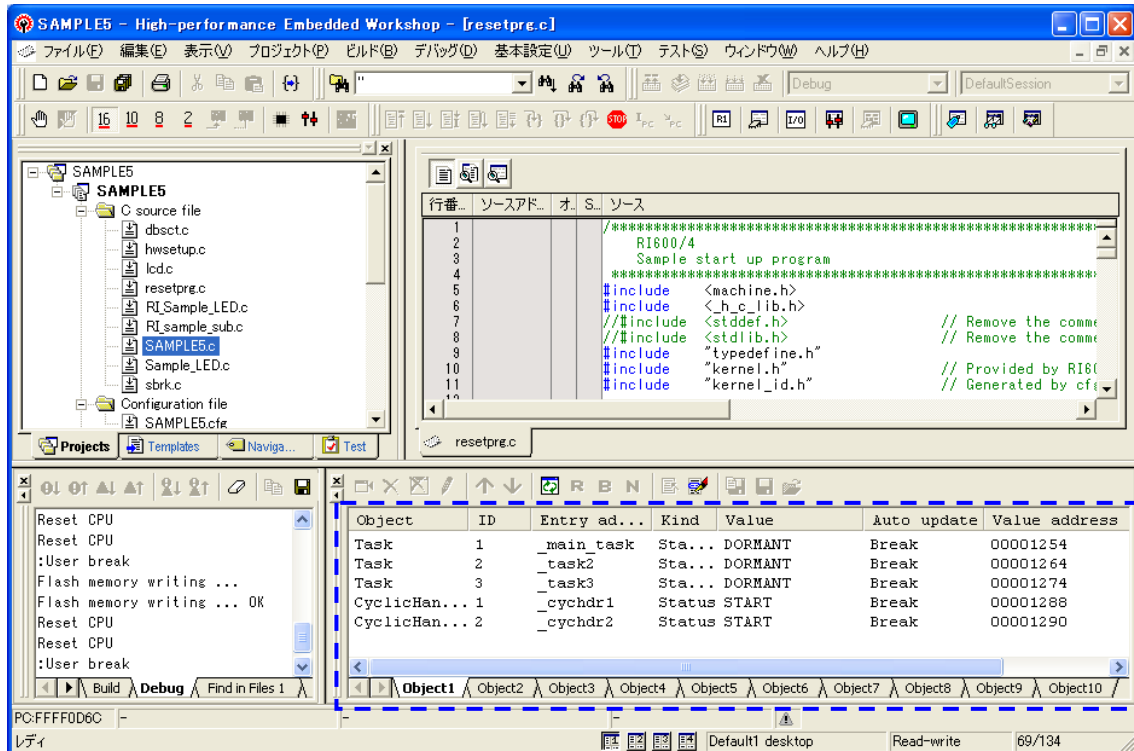 SAMPLE5 - High-performance Embedded Workshop - [resetprg.c]
ファイル(F) 編集(E) 表示(V) プロジェクト(P) ビルド(B) デバッグ(D) 基本設定(U) ツール(T) テスト(S) ウィンドウ(W) ヘルプ(H)
" Debug DefaultSession
16 10 8 2 STOP PC PC R1 I/O
SAMPLE5
SAMPLE5
C source file
dbsct.c
hwsetup.c
lcd.c
resetprg.c
RI_Sample_LED.c
RI_sample_sub.c
SAMPLE5.c
Sample_LED.c
sbrk.c
Configuration file
SAMPLE5.cfg
Projects Templates Naviga... Test
行番... ソースアド... オ.. S... ソース
1 /************************************************************
2 RI600/4
3 Sample start up program
4 ************************************************************
5 #include <machine.h>
6 #include <_h_c_lib.h>
7 //#include <stddef.h> // Remove the comme
8 //#include <stdlib.h> // Remove the comme
9 #include "typedefine.h"
10 #include "kernel.h" // Provided by RI60
11 #include "kernel_id.h" // Generated by cfg
12
resetprg.c
Reset CPU
Reset CPU
:User break
Flash memory writing ...
Flash memory writing ... OK
Reset CPU
Reset CPU
:User break
Build Debug Find in Files 1
R B N
Object ID Entry ad... Kind Value Auto update Value address
Task 1 _main_task Sta... DORMANT Break 00001254
Task 2 _task2 Sta... DORMANT Break 00001264
Task 3 _task3 Sta... DORMANT Break 00001274
CyclicHan... 1 _cychdr1 Status START Break 00001288
CyclicHan... 2 _cychdr2 Status START Break 00001290
Object1 Object2 Object3 Object4 Object5 Object6 Object7 Object8 Object9 Object10
PC:FFFF0D6C - - -
レディ 1 2 3 4 Default1 desktop Read-write 69/134